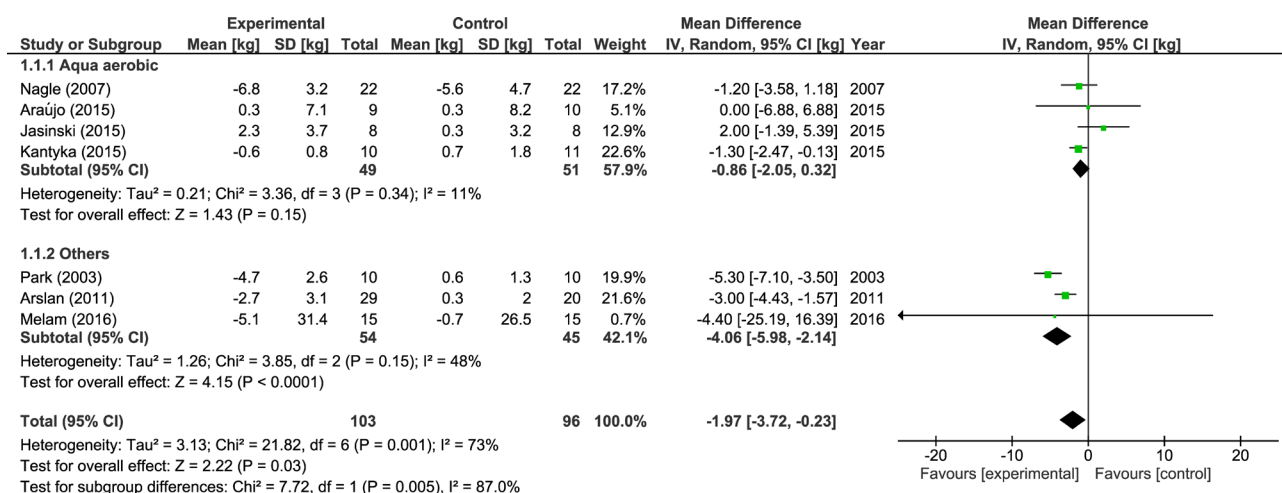 Experimental Control Mean Difference Mean Difference
Study or Subgroup Mean [kg] SD [kg] Total Mean [kg] SD [kg] Total Weight IV, Random, 95% CI [kg] Year IV, Random, 95% CI [kg]
1.1.1 Aqua aerobic
Nagle (2007) -6.8 3.2 22 -5.6 4.7 22 17.2% -1.20 [-3.58, 1.18] 2007
Araújo (2015) 0.3 7.1 9 0.3 8.2 10 5.1% 0.00 [-6.88, 6.88] 2015
Jasinski (2015) 2.3 3.7 8 0.3 3.2 8 12.9% 2.00 [-1.39, 5.39] 2015
Kantyka (2015) -0.6 0.8 10 0.7 1.8 11 22.6% -1.30 [-2.47, -0.13] 2015
Subtotal (95% CI) 49 51 57.9% -0.86 [-2.05, 0.32]
Heterogeneity: Tau² = 0.21; Chi² = 3.36, df = 3 (P = 0.34); I² = 11%
Test for overall effect: Z = 1.43 (P = 0.15)
1.1.2 Others
Park (2003) -4.7 2.6 10 0.6 1.3 10 19.9% -5.30 [-7.10, -3.50] 2003
Arslan (2011) -2.7 3.1 29 0.3 2 20 21.6% -3.00 [-4.43, -1.57] 2011
Melam (2016) -5.1 31.4 15 -0.7 26.5 15 0.7% -4.40 [-25.19, 16.39] 2016
Subtotal (95% CI) 54 45 42.1% -4.06 [-5.98, -2.14]
Heterogeneity: Tau² = 1.26; Chi² = 3.85, df = 2 (P = 0.15); I² = 48%
Test for overall effect: Z = 4.15 (P < 0.0001)
Total (95% CI) 103 96 100.0% -1.97 [-3.72, -0.23]
Heterogeneity: Tau² = 3.13; Chi² = 21.82, df = 6 (P = 0.001); I² = 73%
Test for overall effect: Z = 2.22 (P = 0.03)
Test for subgroup differences: Chi² = 7.72, df = 1 (P = 0.005), I² = 87.0%
-20 -10 0 10 20
Favours [experimental] Favours [control]